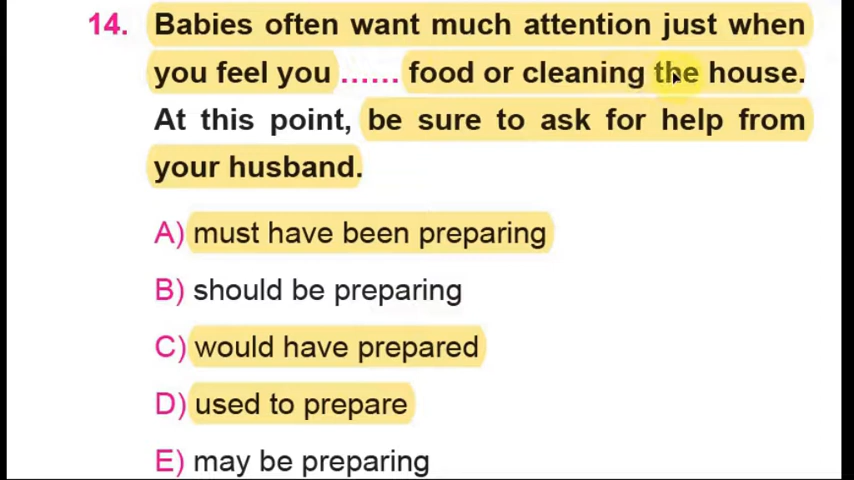 14. Babies often want much attention just when
you feel you ...... food or cleaning the house.
At this point, be sure to ask for help from
your husband.
A) must have been preparing
B) should be preparing
C) would have prepared
D) used to prepare
E) may be preparing